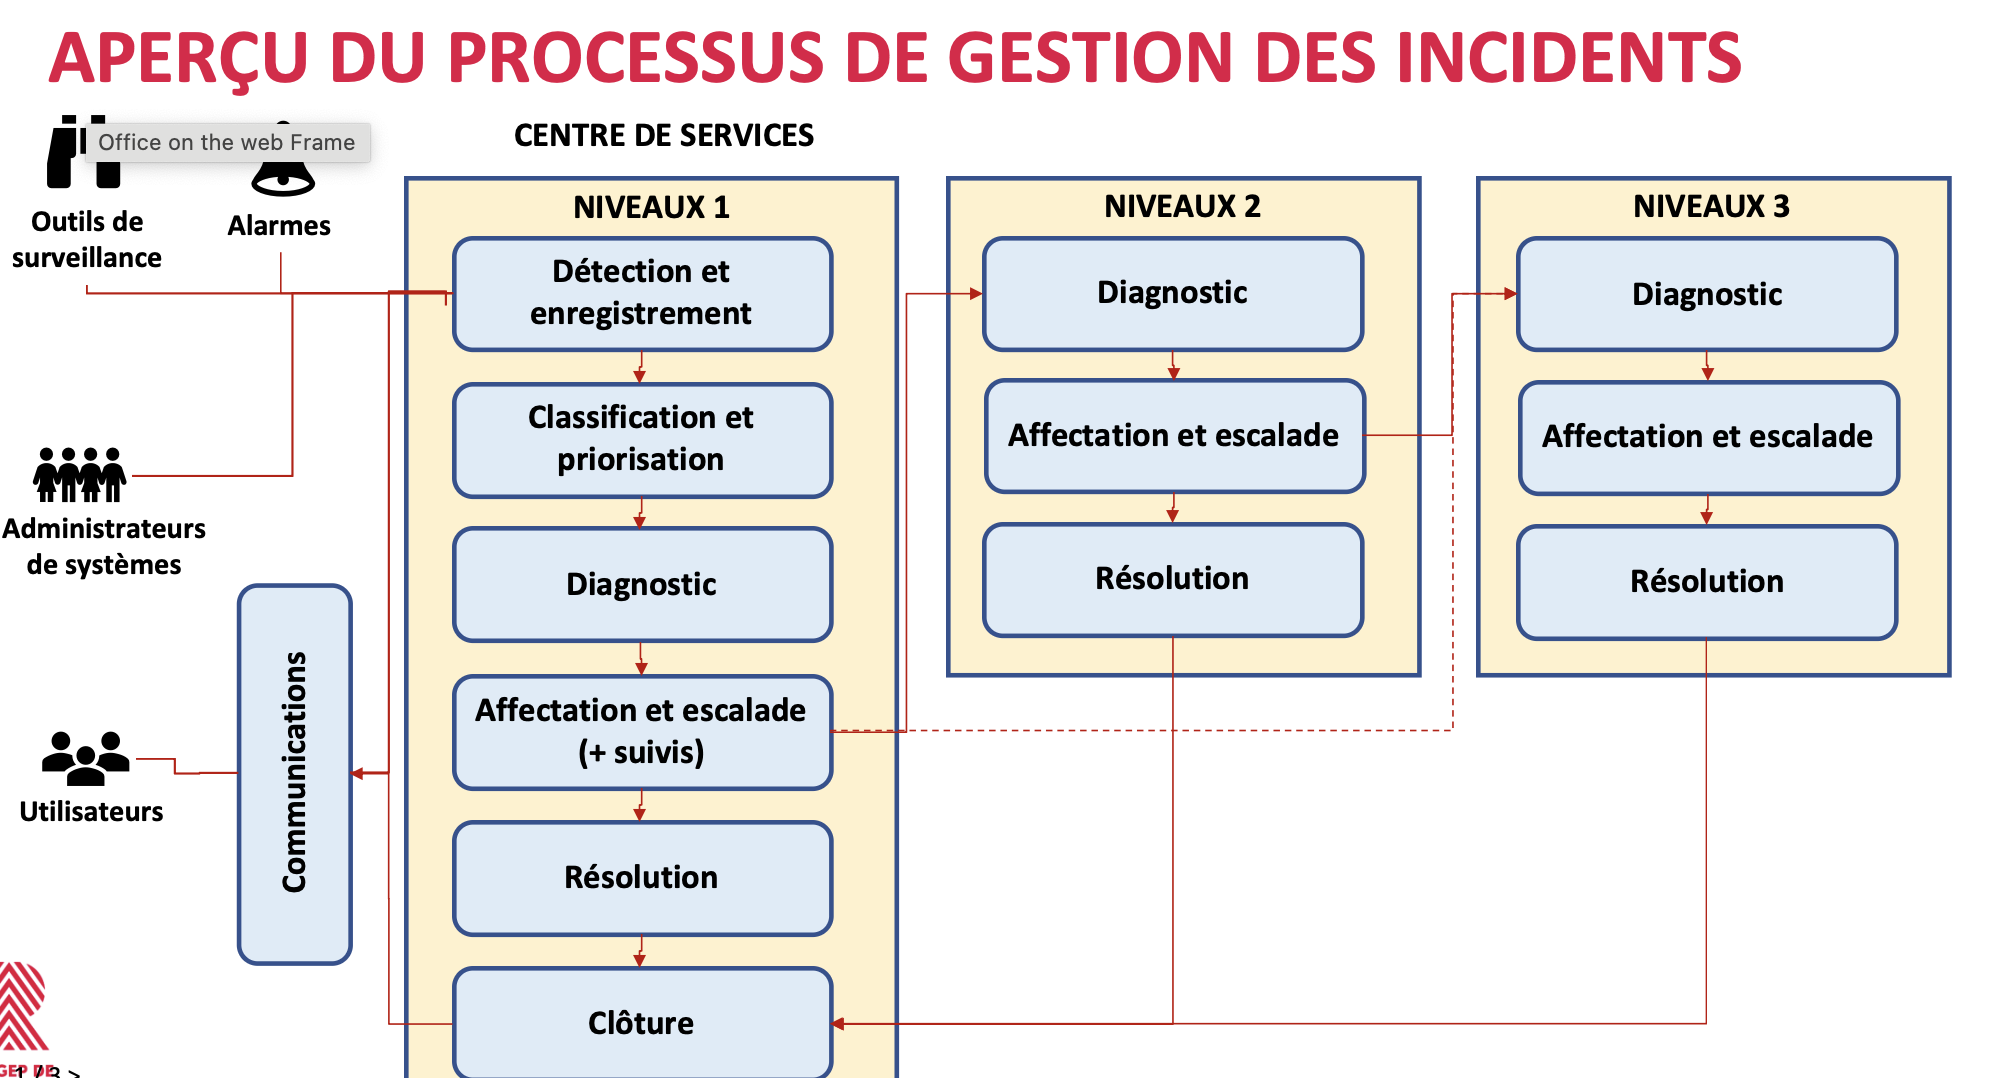 APERÇU DU PROCESSUS DE GESTION DES INCIDENTS
Office on the web Frame
CENTRE DE SERVICES
Outils de
surveillance
Alarmes
Administrateurs
de systèmes
Utilisateurs
Communications
NIVEAUX 1
Détection et
enregistrement
Classification et
priorisation
Diagnostic
Affectation et escalade
(+ suivis)
Résolution
Clôture
NIVEAUX 2
Diagnostic
Affectation et escalade
Résolution
NIVEAUX 3
Diagnostic
Affectation et escalade
Résolution